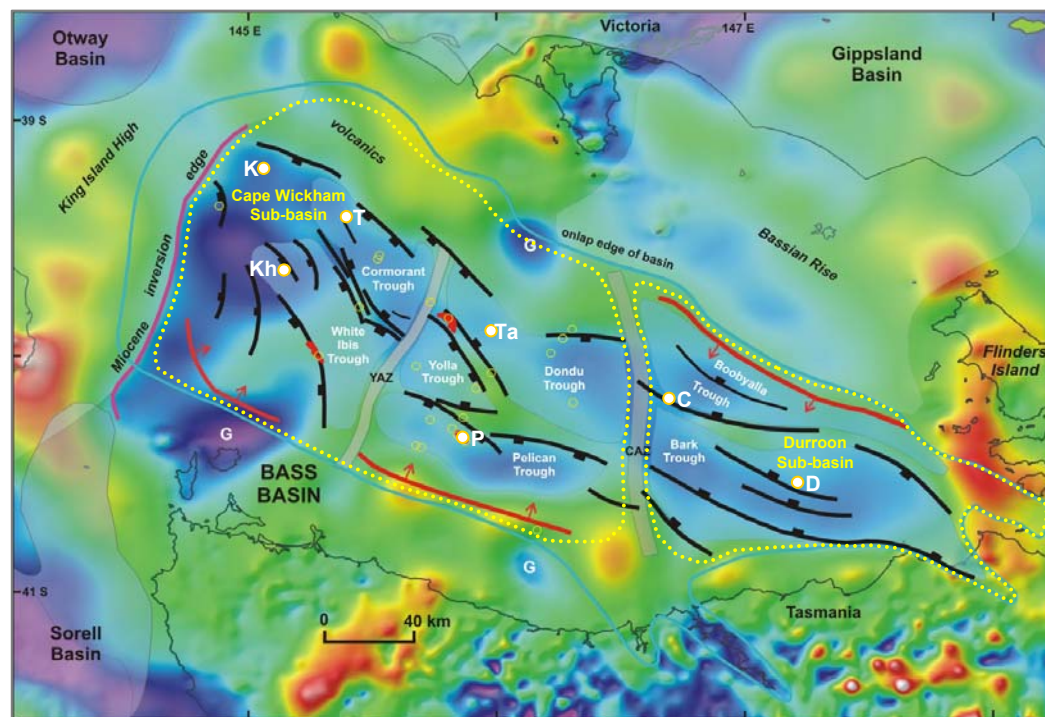 145 E
Victoria
147 E
Otway
Basin
Gippsland
Basin
39 S
King Island High
edge
volcanics
K
Cape Wickham
Sub-basin
T
Bassian Rise
G
onlap edge of basin
Kh
Cormorant
Trough
inversion
Miocene
White
Ibis
Trough
Ta
YAZ
Yolla
Trough
Dondu
Trough
Boobyalla
Trough
Flinders
Island
C
G
P
CAZ
Bark
Trough
Durroon
Sub-basin
BASS
BASIN
Pelican
Trough
D
G
41 S
Tasmania
0 40 km
Sorell
Basin